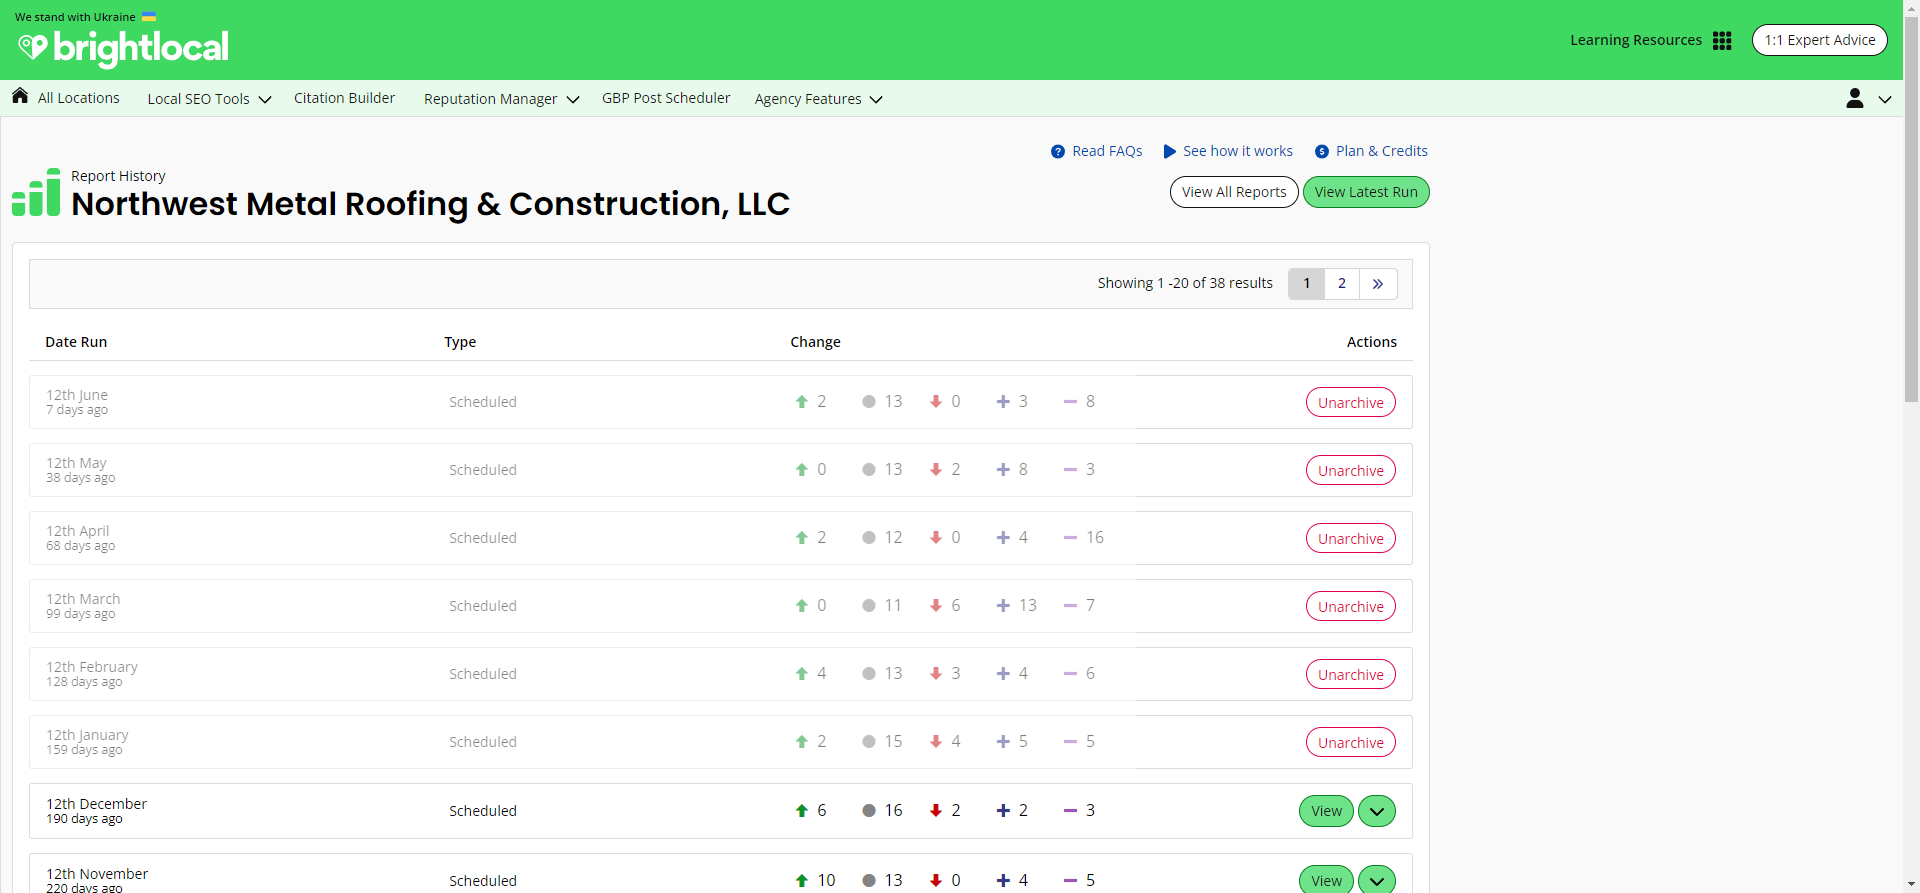 We stand with Ukraine
brightlocal
Learning Resources
1:1 Expert Advice
All Locations
Local SEO Tools
Citation Builder
Reputation Manager
GBP Post Scheduler
Agency Features
Read FAQs
See how it works
Plan & Credits
Report History
Northwest Metal Roofing & Construction, LLC
View All Reports
View Latest Run
Showing 1 -20 of 38 results
1 2 »
Date Run Type Change Actions
12th June
7 days ago
Scheduled
2 13 0 3 8
Unarchive
12th May
38 days ago
Scheduled
0 13 2 8 3
Unarchive
12th April
68 days ago
Scheduled
2 12 0 4 16
Unarchive
12th March
99 days ago
Scheduled
0 11 6 13 7
Unarchive
12th February
128 days ago
Scheduled
4 13 3 4 6
Unarchive
12th January
159 days ago
Scheduled
2 15 4 5 5
Unarchive
12th December
190 days ago
Scheduled
6 16 2 2 3
View
12th November
220 days ago
Scheduled
10 13 0 4 5
View